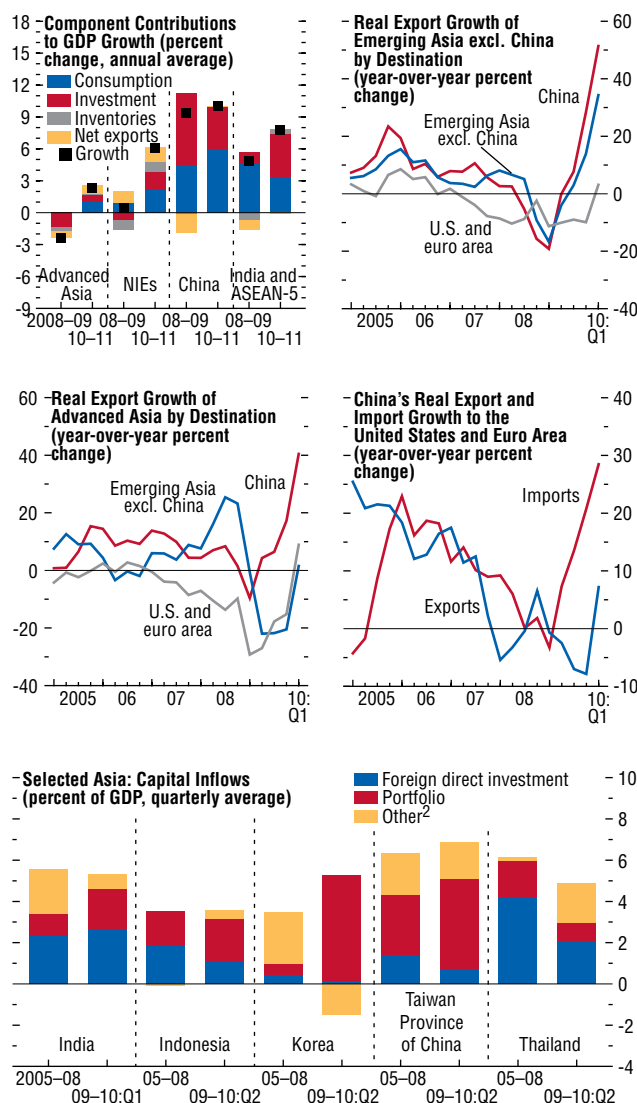 Component Contributions
to GDP Growth (percent
change, annual average)
Consumption
Investment
Inventories
Net exports
Growth
18
15
12
9
6
3
0
-3
-6
-9
Advanced
Asia
NIEs
China
India and
ASEAN-5
2008–09
10–11
08–09
10–11
08–09
10–11
08–09
10–11
Real Export Growth of
Emerging Asia excl. China
by Destination
(year-over-year percent
change)
China
Emerging Asia
excl. China
U.S. and
euro area
60
40
20
0
-20
-40
2005
06
07
08
10:
Q1
Real Export Growth of
Advanced Asia by Destination
(year-over-year percent
change)
Emerging Asia
excl. China
China
U.S. and
euro area
60
40
20
0
-20
-40
2005
06
07
08
10:
Q1
China's Real Export and
Import Growth to the
United States and Euro Area
(year-over-year percent
change)
Imports
Exports
40
30
20
10
0
-10
2005
06
07
08
10:
Q1
Selected Asia: Capital Inflows
(percent of GDP, quarterly average)
Foreign direct investment
Portfolio
Other2
10
8
6
4
2
0
-2
-4
India
Indonesia
Korea
Taiwan
Province
of China
Thailand
2005–08
09–10:Q1
05–08
09–10:Q2
05–08
09–10:Q2
05–08
09–10:Q2
05–08
09–10:Q2